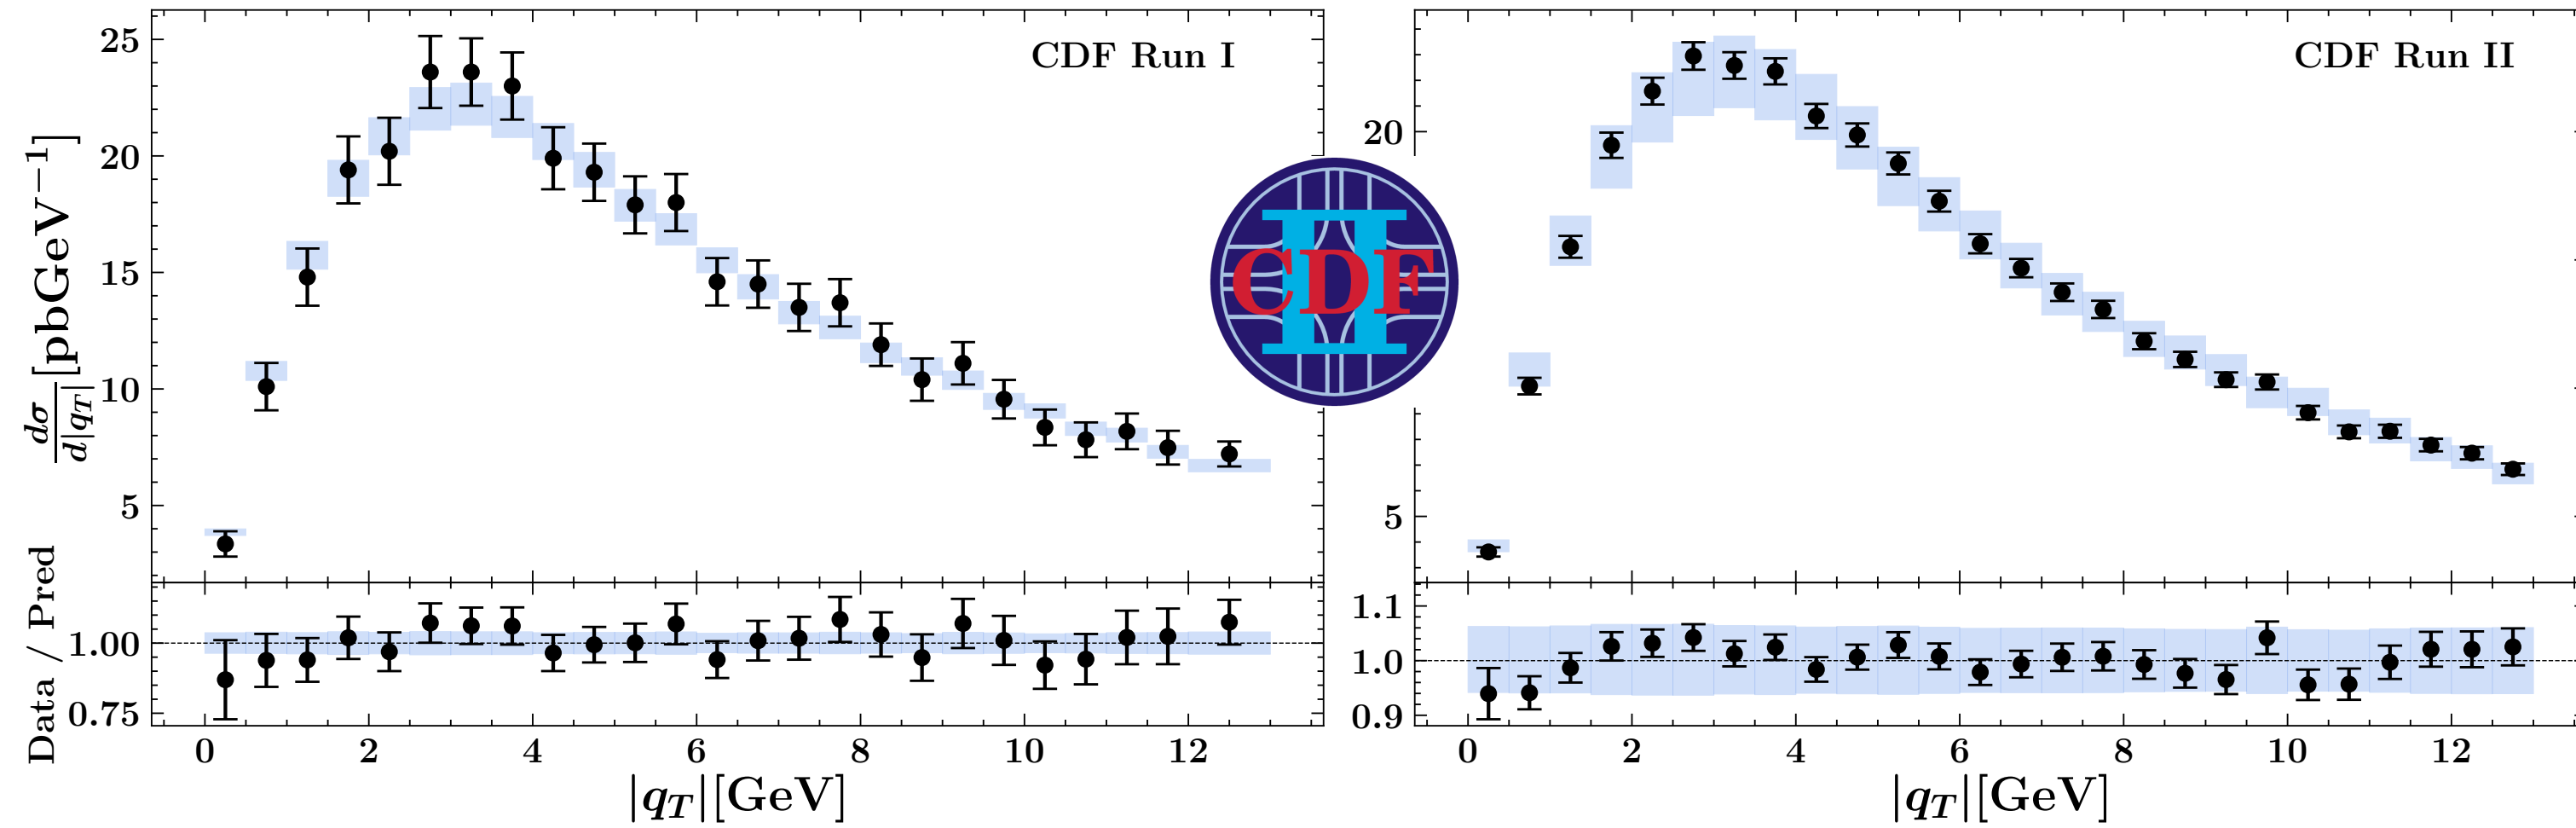 CDF Run I
25
20
15
10
5
dσ/d|q_T| [pbGeV⁻¹]
Data / Pred
1.00
0.75
0 2 4 6 8 10 12
|q_T|[GeV]
II
CDF
CDF Run II
20
5
1.1
1.0
0.9
0 2 4 6 8 10 12
|q_T|[GeV]